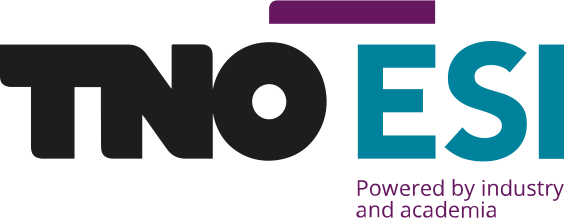 TNO ESI
Powered by industry
and academia